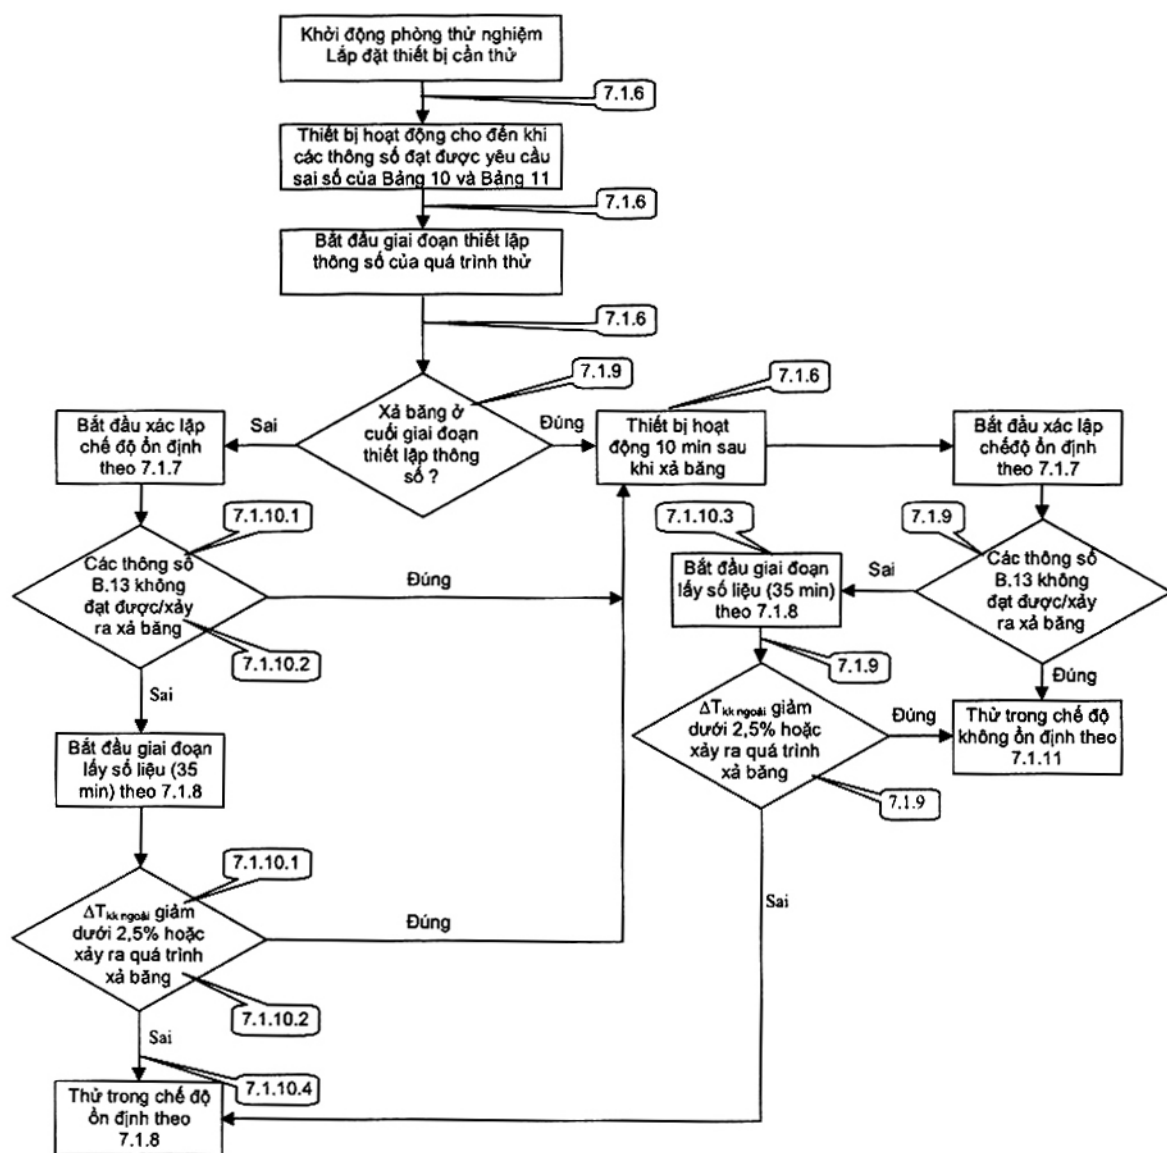 Khởi động phòng thử nghiệm
Lắp đặt thiết bị cần thử
7.1.6
Thiết bị hoạt động cho đến khi
các thông số đạt được yêu cầu
sai số của Bảng 10 và Bảng 11
7.1.6
Bắt đầu giai đoạn thiết lập
thông số của quá trình thử
7.1.6
7.1.9
Xả băng ở
cuối giai đoạn
thiết lập thông
số ?
Sai
Đúng
7.1.6
Bắt đầu xác lập
chế độ ổn định
theo 7.1.7
Thiết bị hoạt
động 10 min sau
khi xả băng
Bắt đầu xác lập
chếđộ ổn định
theo 7.1.7
7.1.10.1
Các thông số
B.13 không
đạt được/xảy
ra xả băng
7.1.10.2
Đúng
Sai
7.1.10.3
7.1.9
Bắt đầu giai đoạn
lấy số liệu (35 min)
theo 7.1.8
Sai
Các thông số
B.13 không
đạt được/xảy
ra xả băng
7.1.9
Đúng
Bắt đầu giai đoạn
lấy số liệu (35
min) theo 7.1.8
ΔTkk ngoài giảm
dưới 2,5% hoặc
xảy ra quá trình
xả băng
Đúng
Thử trong chế độ
không ổn định theo
7.1.11
7.1.9
Sai
7.1.10.1
ΔTkk ngoài giảm
dưới 2,5% hoặc
xảy ra quá trình
xả băng
Đúng
7.1.10.2
Sai
7.1.10.4
Thử trong chế độ
ổn định theo
7.1.8